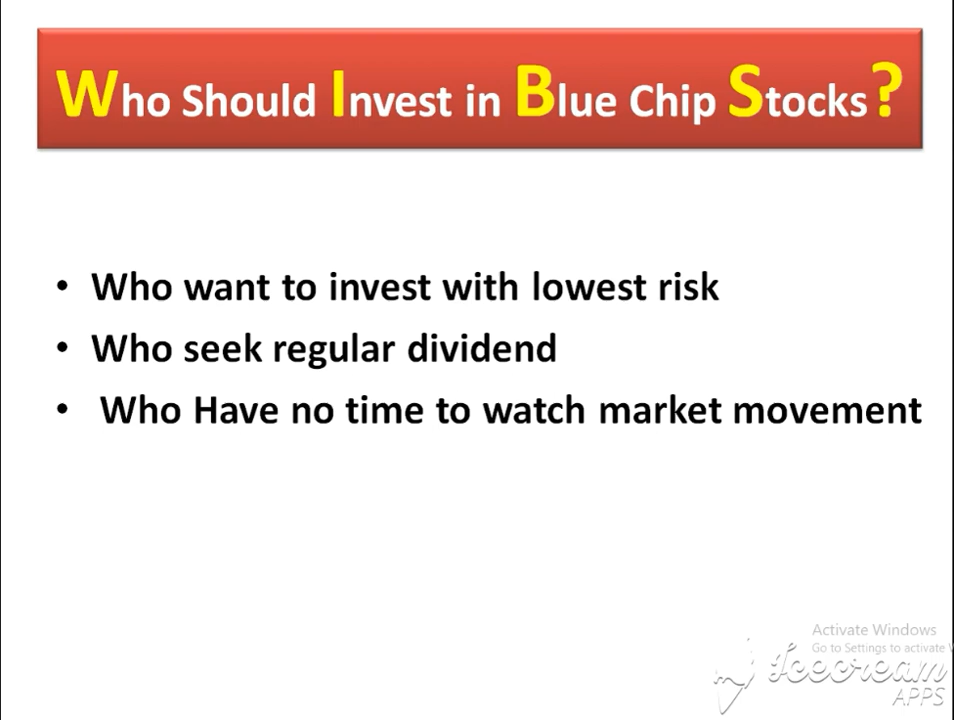 Who Should Invest in Blue Chip Stocks?
• Who want to invest with lowest risk
• Who seek regular dividend
• Who Have no time to watch market movement
Activate Windows
Go to Settings to activate W
Icecream
APPS